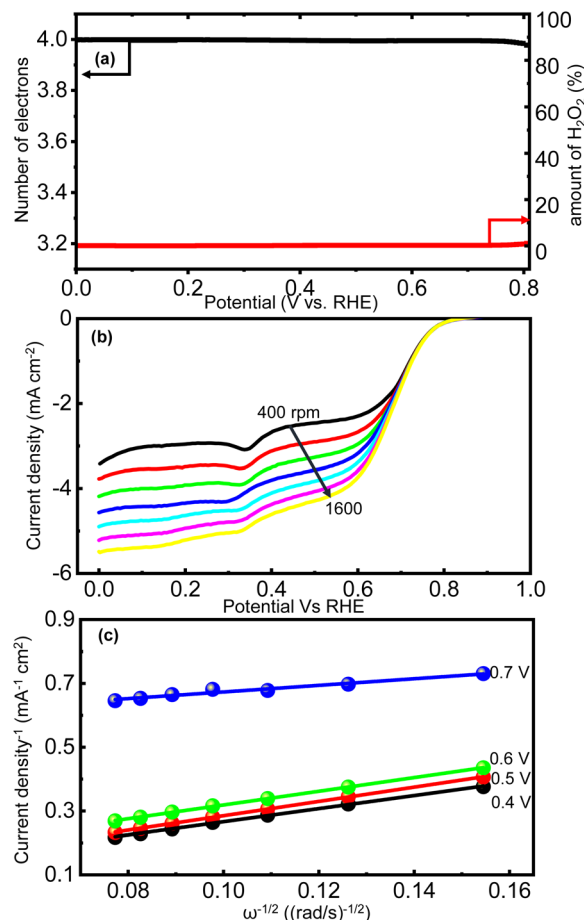 (a)
Number of electrons
4.0
3.8
3.6
3.4
3.2
100
80
60
40
20
0
amount of H₂O₂ (%)
0.0 0.2 0.4 0.6 0.8
Potential (V vs. RHE)
(b)
Current density (mA cm⁻²)
0
-2
-4
-6
400 rpm
1600
0.0 0.2 0.4 0.6 0.8 1.0
Potential Vs RHE
(c)
Current density⁻¹ (mA⁻¹ cm²)
0.9
0.7
0.5
0.3
0.1
0.7 V
0.6 V
0.5 V
0.4 V
0.08 0.10 0.12 0.14 0.16
ω⁻¹/² ((rad/s)⁻¹/²)